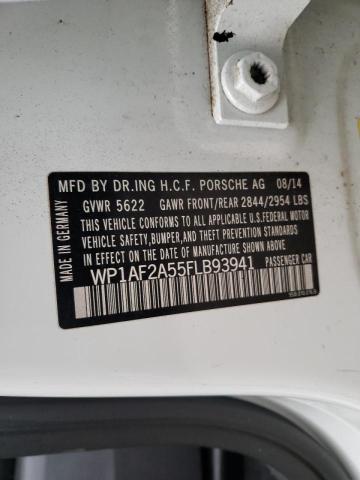 MFD BY DR.ING H.C.F. PORSCHE AG 08/14
GVWR 5622 GAWR FRONT/REAR 2844/2954 LBS
THIS VEHICLE CONFORMS TO ALL APPLICABLE U.S.FEDERAL MOTOR
VEHICLE SAFETY,BUMPER,AND THEFT PREVENTION STANDARDS IN
EFFECT ON THE DATE OF MANUFACTURE SHOWN ABOVE.
WP1AF2A55FLB93941 PASSENGER CAR
MADE IN GERMANY